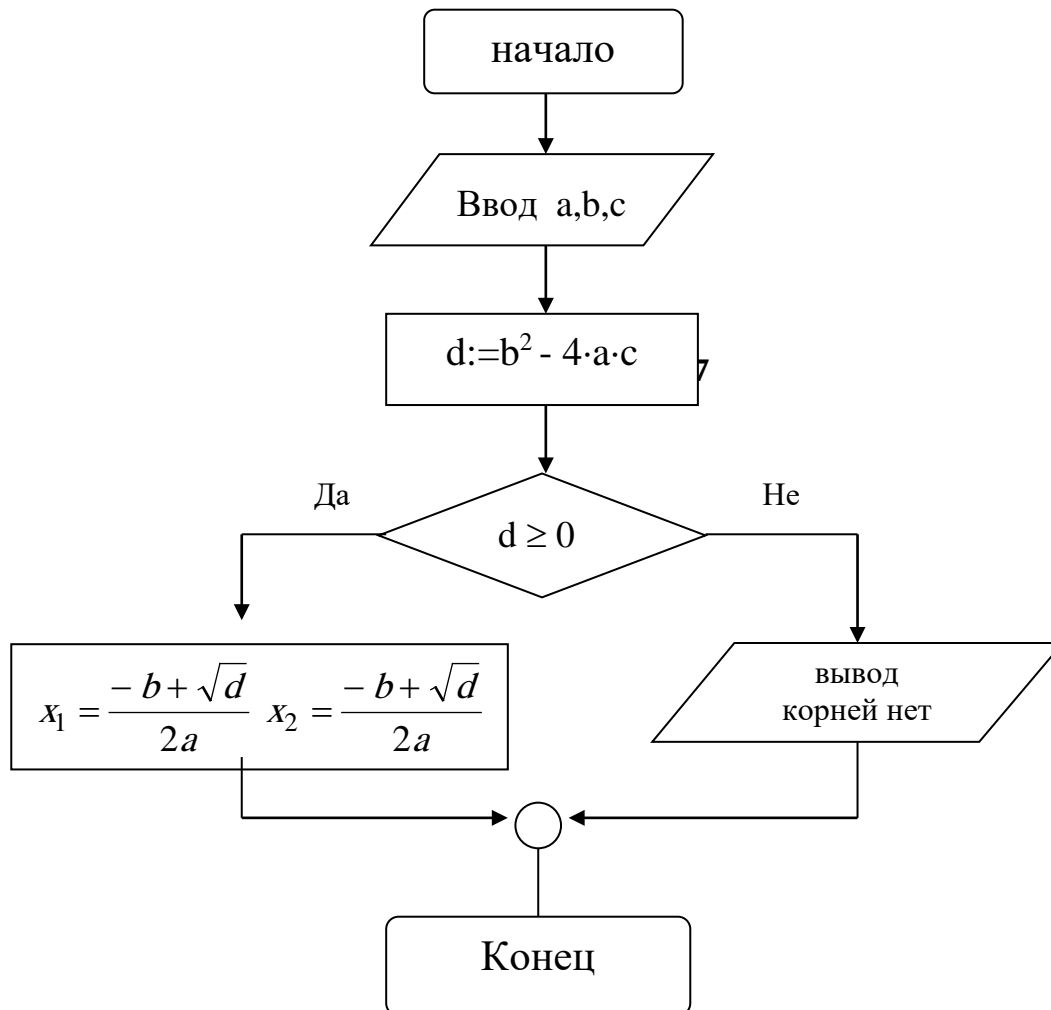 начало
Ввод a,b,c
d:=b² - 4·a·c
7
Да
Не
d ≥ 0
x₁ = (-b + √d)/2a x₂ = (-b + √d)/2a
вывод
корней нет
Конец